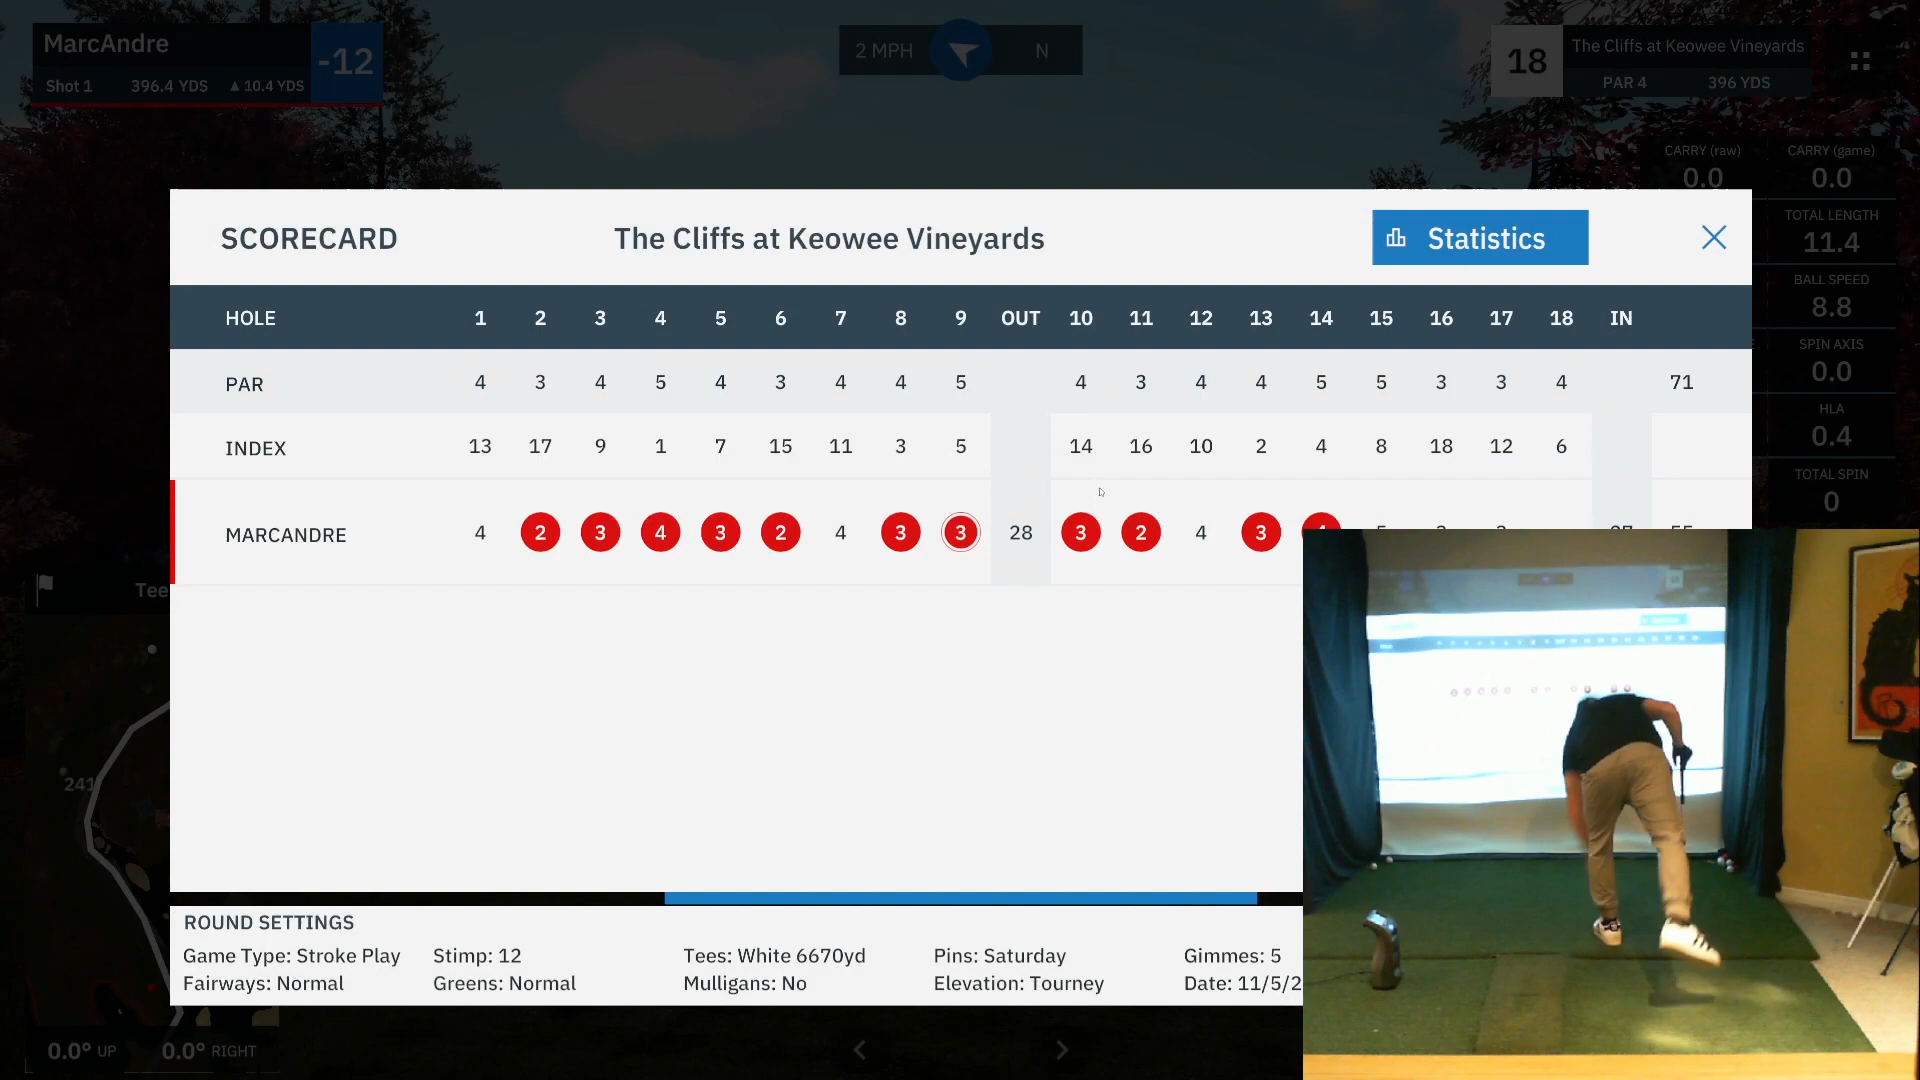 MarcAndre
-12
Shot 1 396.4 YDS ▲ 10.4 YDS
2 MPH N
18
The Cliffs at Keowee Vineyards
PAR 4 396 YDS
CARRY (raw) CARRY (game)
0.0 0.0
TOTAL LENGTH
11.4
BALL SPEED
8.8
SPIN AXIS
0.0
HLA
0.4
TOTAL SPIN
0
SCORECARD The Cliffs at Keowee Vineyards Statistics
HOLE 1 2 3 4 5 6 7 8 9 OUT 10 11 12 13 14 15 16 17 18 IN
PAR 4 3 4 5 4 3 4 4 5 4 3 4 4 5 5 3 3 4 71
INDEX 13 17 9 1 7 15 11 3 5 14 16 10 2 4 8 18 12 6
MARCANDRE 4 2 3 4 3 2 4 3 3 28 3 2 4 3
Tee
241
ROUND SETTINGS
Game Type: Stroke Play Stimp: 12 Tees: White 6670yd Pins: Saturday Gimmes: 5
Fairways: Normal Greens: Normal Mulligans: No Elevation: Tourney Date: 11/5/2
0.0° UP 0.0° RIGHT